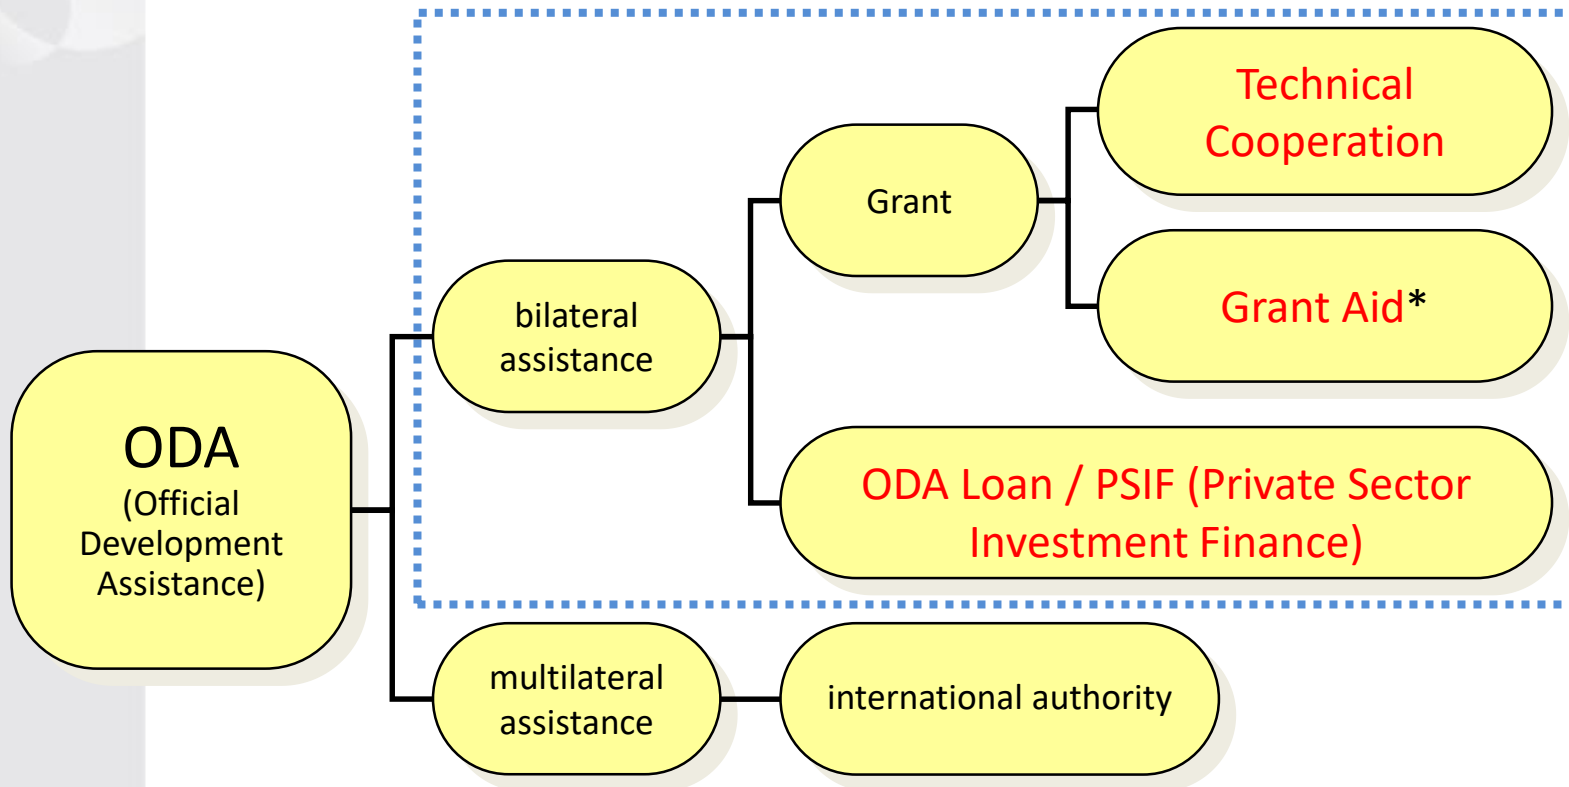 Technical
Cooperation
Grant
Grant Aid*
bilateral
assistance
ODA
(Official
Development
Assistance)
ODA Loan / PSIF (Private Sector
Investment Finance)
multilateral
assistance
international authority